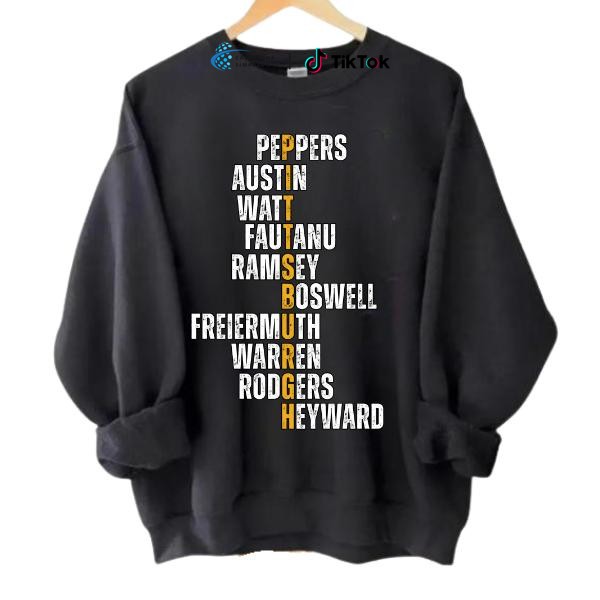 TikTok
PEPPERS
AUSTIN
WATT
FAUTANU
RAMSEY
BOSWELL
FREIERMUTH
WARREN
RODGERS
HEYWARD